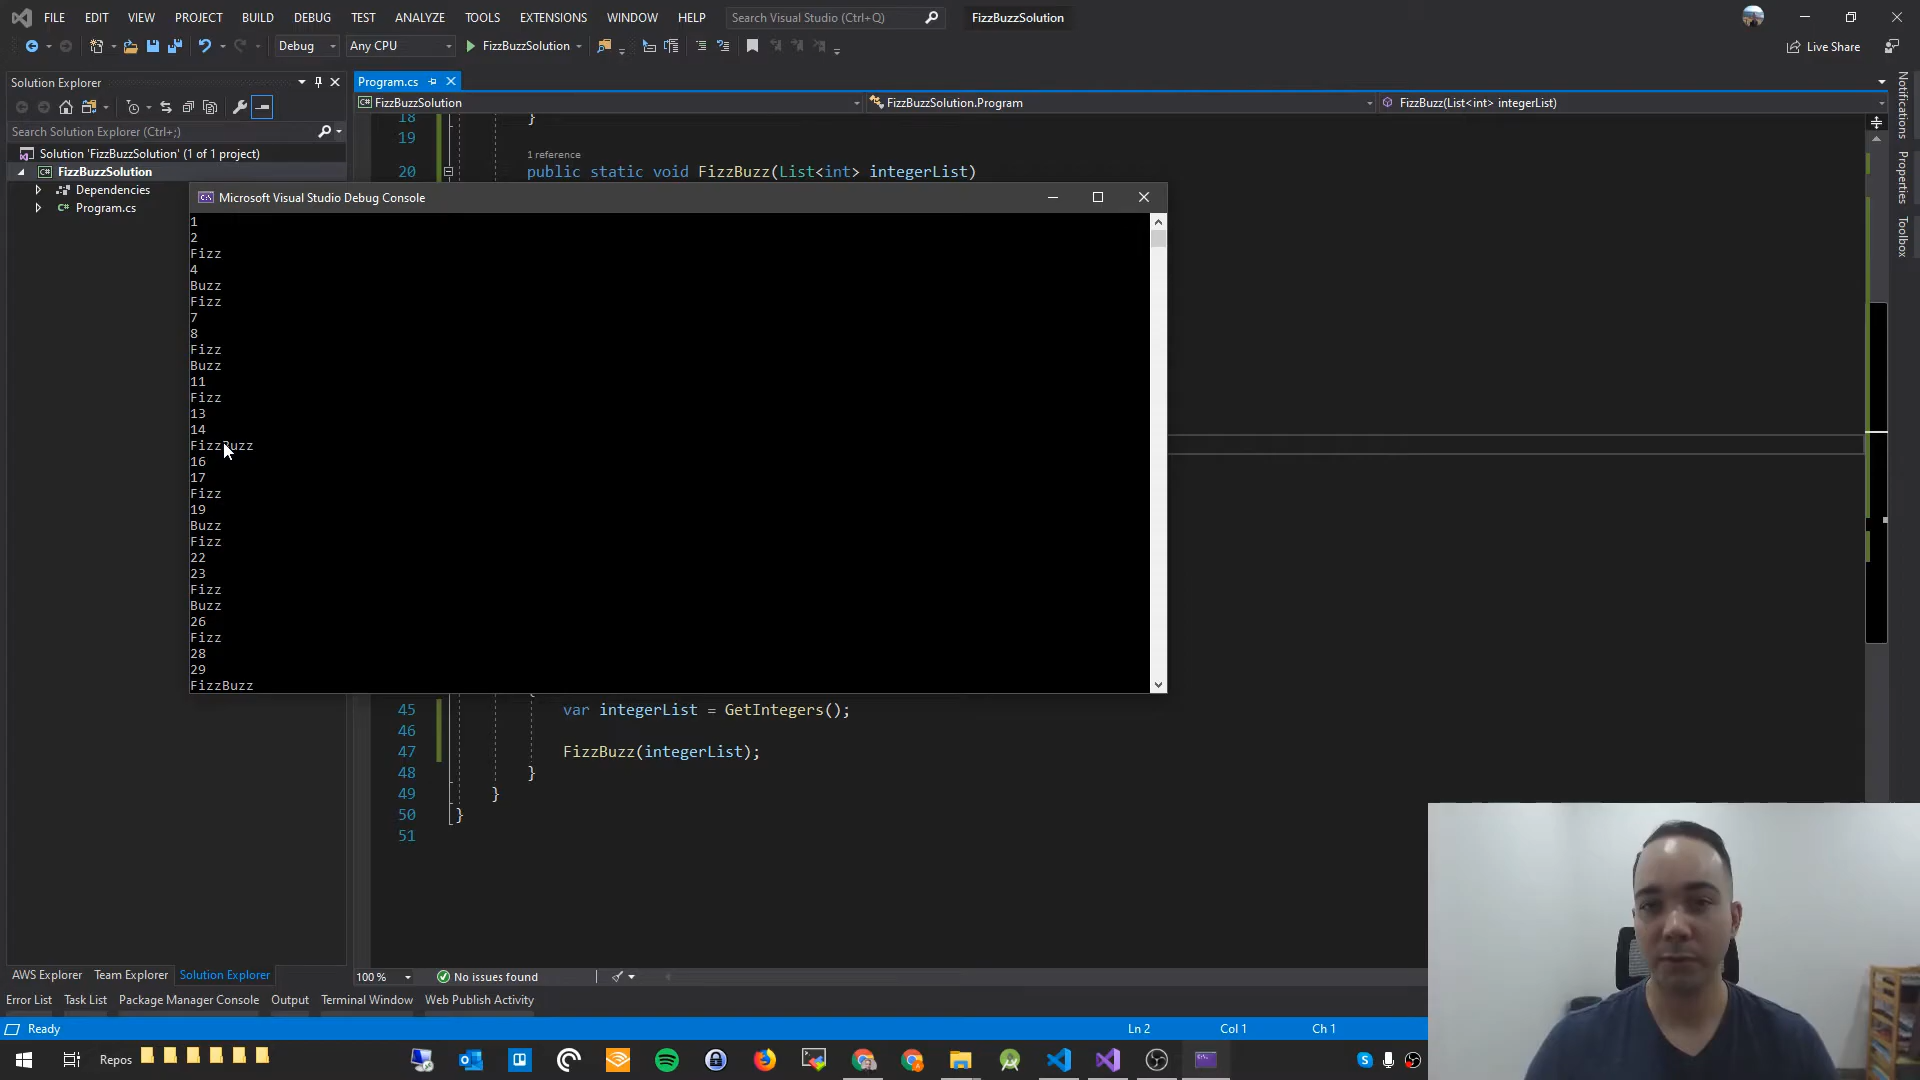 FILE EDIT VIEW PROJECT BUILD DEBUG TEST ANALYZE TOOLS EXTENSIONS WINDOW HELP Search Visual Studio (Ctrl+Q) FizzBuzzSolution
Debug Any CPU FizzBuzzSolution Live Share
Solution Explorer
Program.cs
FizzBuzzSolution FizzBuzzSolution.Program FizzBuzz(List<int> integerList)
Search Solution Explorer (Ctrl+;)
Solution 'FizzBuzzSolution' (1 of 1 project)
FizzBuzzSolution
Dependencies
Program.cs
18 }
19
1 reference
20 public static void FizzBuzz(List<int> integerList)
Microsoft Visual Studio Debug Console
1
2
Fizz
4
Buzz
Fizz
7
8
Fizz
Buzz
11
Fizz
13
14
FizzBuzz
16
17
Fizz
19
Buzz
Fizz
22
23
Fizz
Buzz
26
Fizz
28
29
FizzBuzz
45 var integerList = GetIntegers();
46
47 FizzBuzz(integerList);
48 }
49 }
50 }
51
Notifications
Properties
Toolbox
AWS Explorer Team Explorer Solution Explorer
100 % No issues found
Error List Task List Package Manager Console Output Terminal Window Web Publish Activity
Ready Ln 2 Col 1 Ch 1
Repos